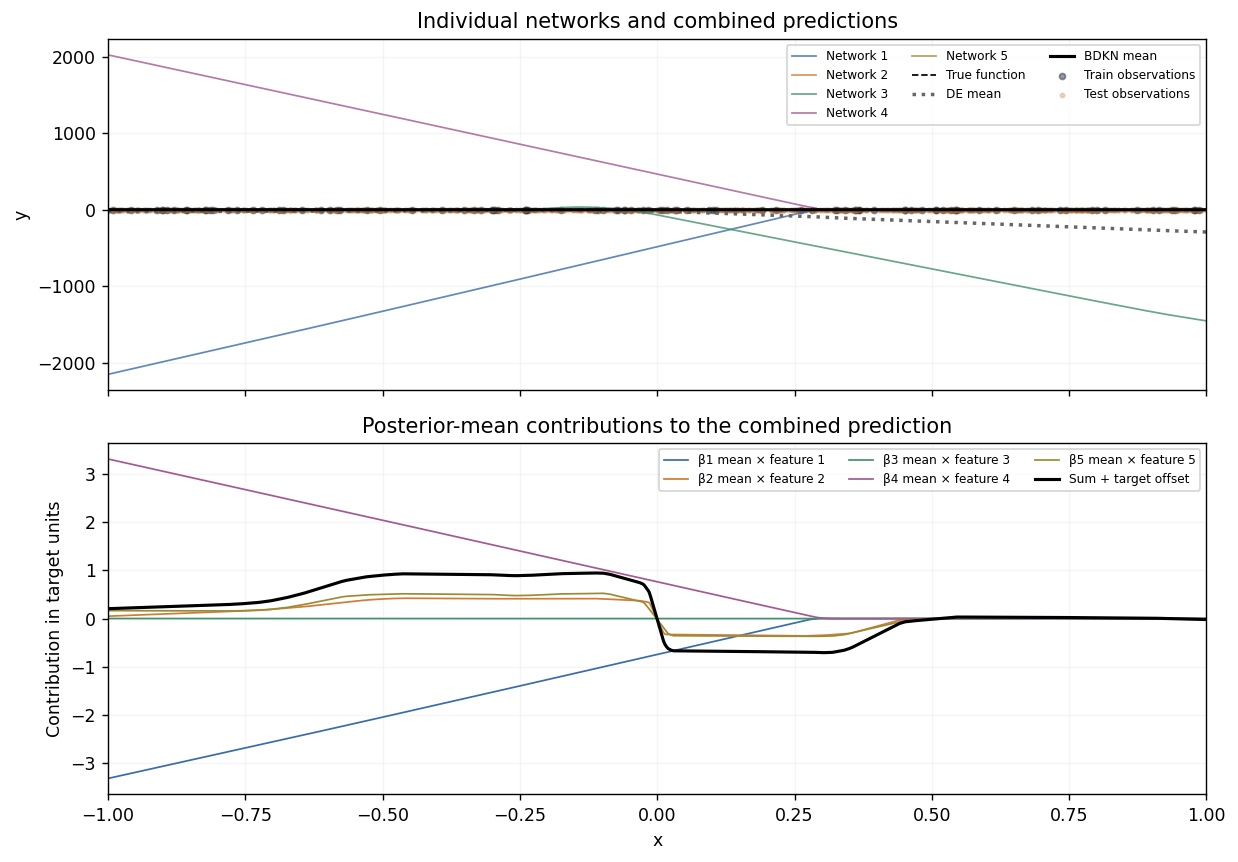 Individual networks and combined predictions
2000
1000
0
−1000
−2000
y
Network 1
Network 2
Network 3
Network 4
Network 5
True function
DE mean
BDKN mean
Train observations
Test observations
Posterior-mean contributions to the combined prediction
3
2
1
0
−1
−2
−3
Contribution in target units
β1 mean × feature 1
β2 mean × feature 2
β3 mean × feature 3
β4 mean × feature 4
β5 mean × feature 5
Sum + target offset
−1.00 −0.75 −0.50 −0.25 0.00 0.25 0.50 0.75 1.00
x